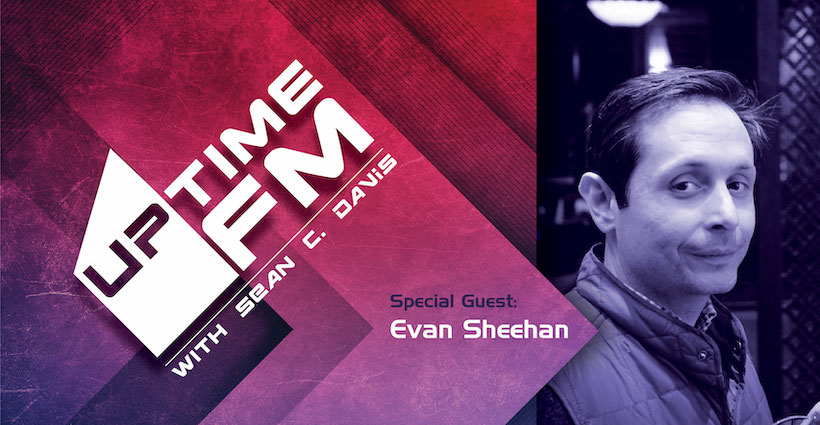 UP
TIME
FM
WITH SEAN C. DAVIS
Special Guest:
Evan Sheehan